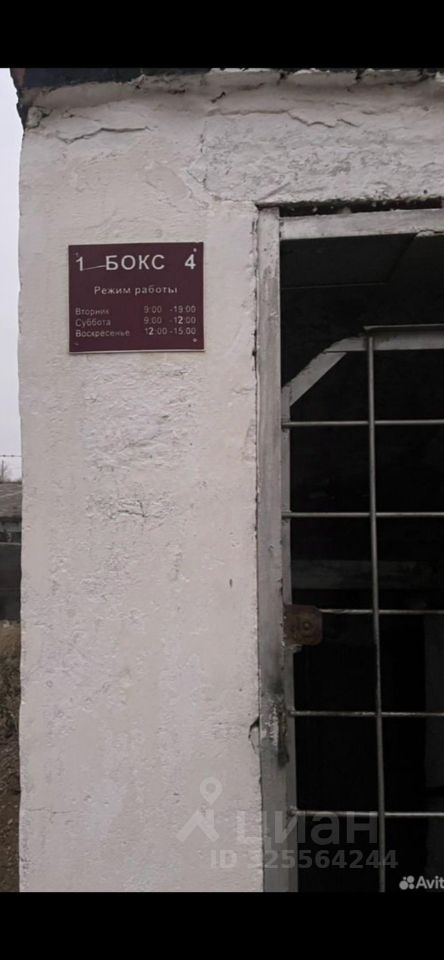 1 БОКС 4
Режим работы
Вторник 9:00 -19:00
Суббота 9:00 -12:00
Воскресенье 12:00 -15:00
циан
ID 325564244
Avit